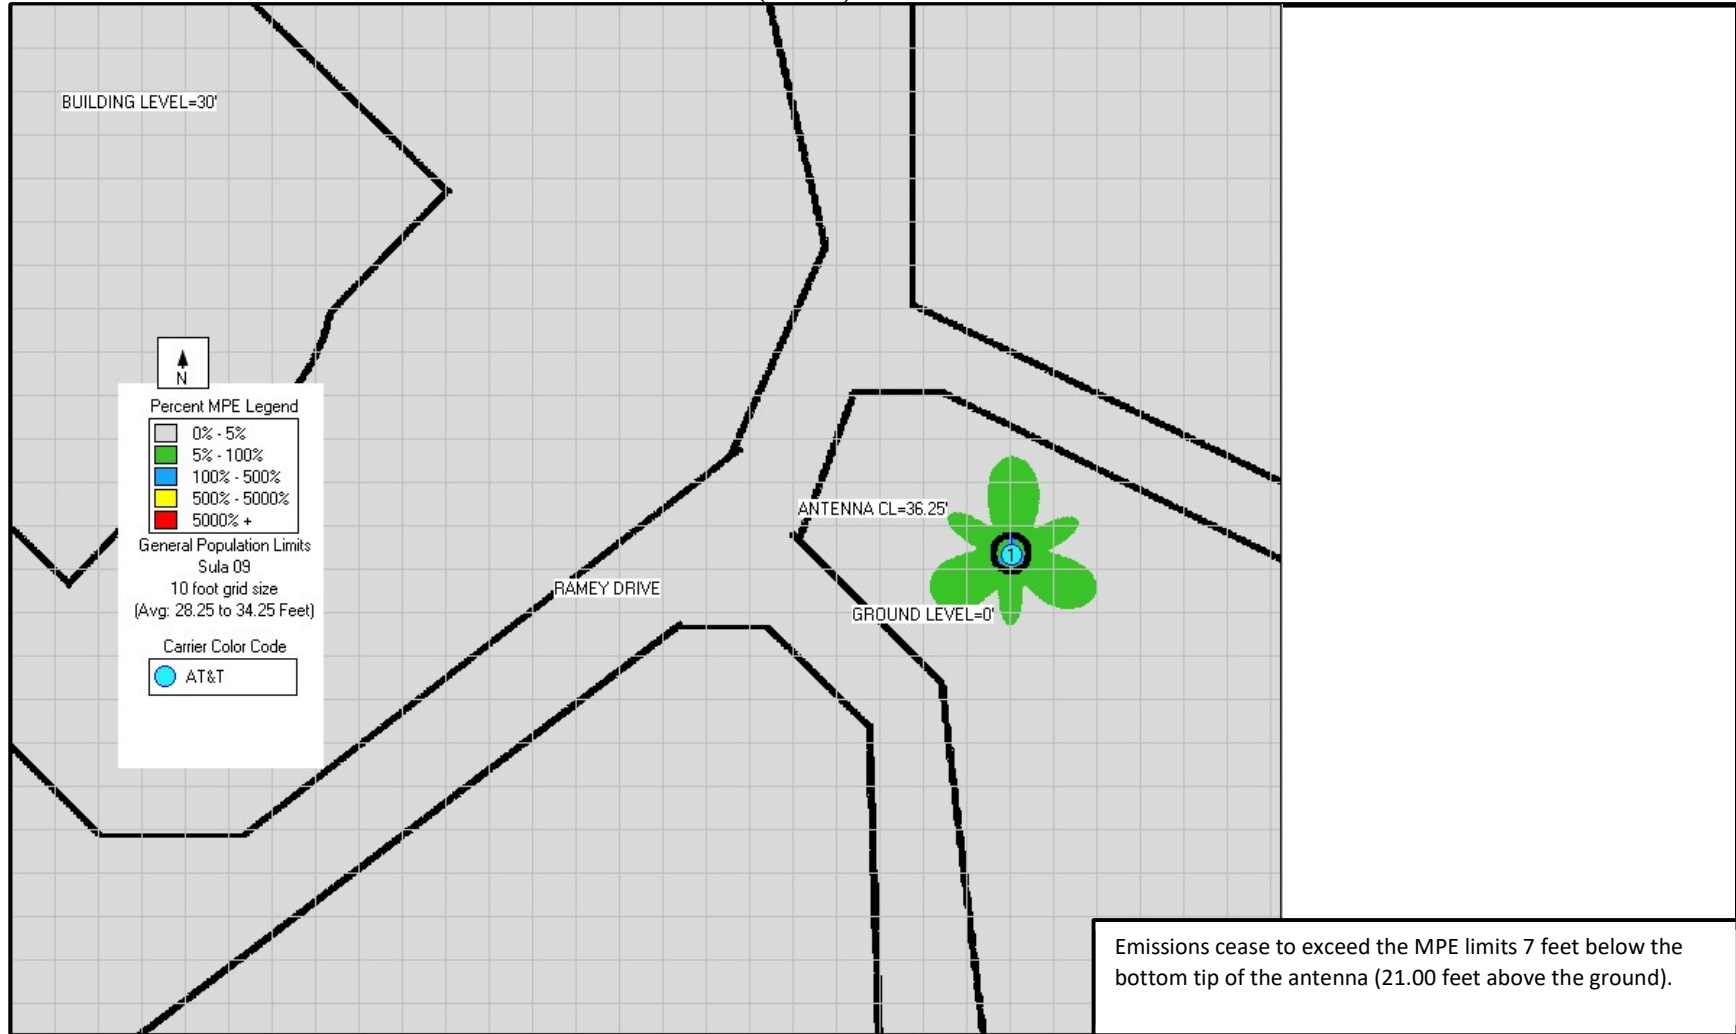 BUILDING LEVEL=30'
N
Percent MPE Legend
0% - 5%
5% - 100%
100% - 500%
500% - 5000%
5000% +
General Population Limits
Sula 09
10 foot grid size
(Avg: 28.25 to 34.25 Feet)
Carrier Color Code
AT&T
ANTENNA CL=36.25'
1
RAMEY DRIVE
GROUND LEVEL=0'
Emissions cease to exceed the MPE limits 7 feet below the
bottom tip of the antenna (21.00 feet above the ground).